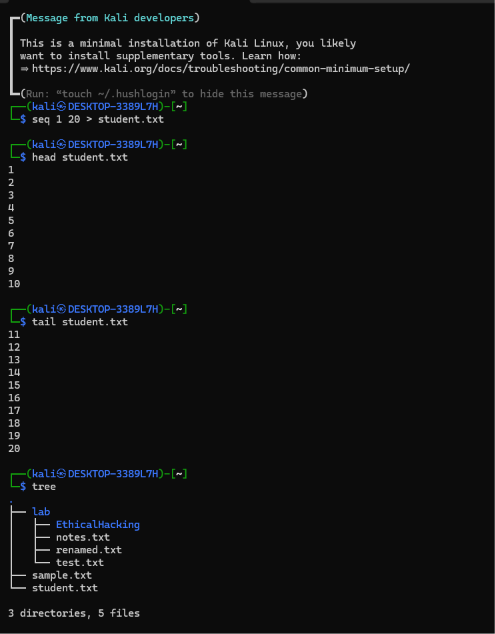 ┌──(Message from Kali developers)
│
│ This is a minimal installation of Kali Linux, you likely
│ want to install supplementary tools. Learn how:
│ ⇒ https://www.kali.org/docs/troubleshooting/common-minimum-setup/
│
└──(Run: “touch ~/.hushlogin” to hide this message)
┌──(kali㉿DESKTOP-3389L7H)-[~]
└─$ seq 1 20 > student.txt
┌──(kali㉿DESKTOP-3389L7H)-[~]
└─$ head student.txt
1
2
3
4
5
6
7
8
9
10
┌──(kali㉿DESKTOP-3389L7H)-[~]
└─$ tail student.txt
11
12
13
14
15
16
17
18
19
20
┌──(kali㉿DESKTOP-3389L7H)-[~]
└─$ tree
.
├── lab
│   ├── EthicalHacking
│   ├── notes.txt
│   ├── renamed.txt
│   └── test.txt
├── sample.txt
└── student.txt
3 directories, 5 files